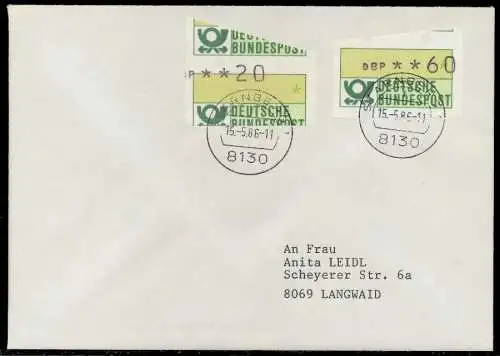 DEUTSCHE
BUNDESPOST
P **20
*
DEUTSCHE
BUNDESPOST
DBP **60
DEUTSCHE
BUNDESPOST
15.-5.86-11
8130
15.-5.86-11
8130
An Frau
Anita LEIDL
Scheyerer Str. 6a
8069 LANGWAID